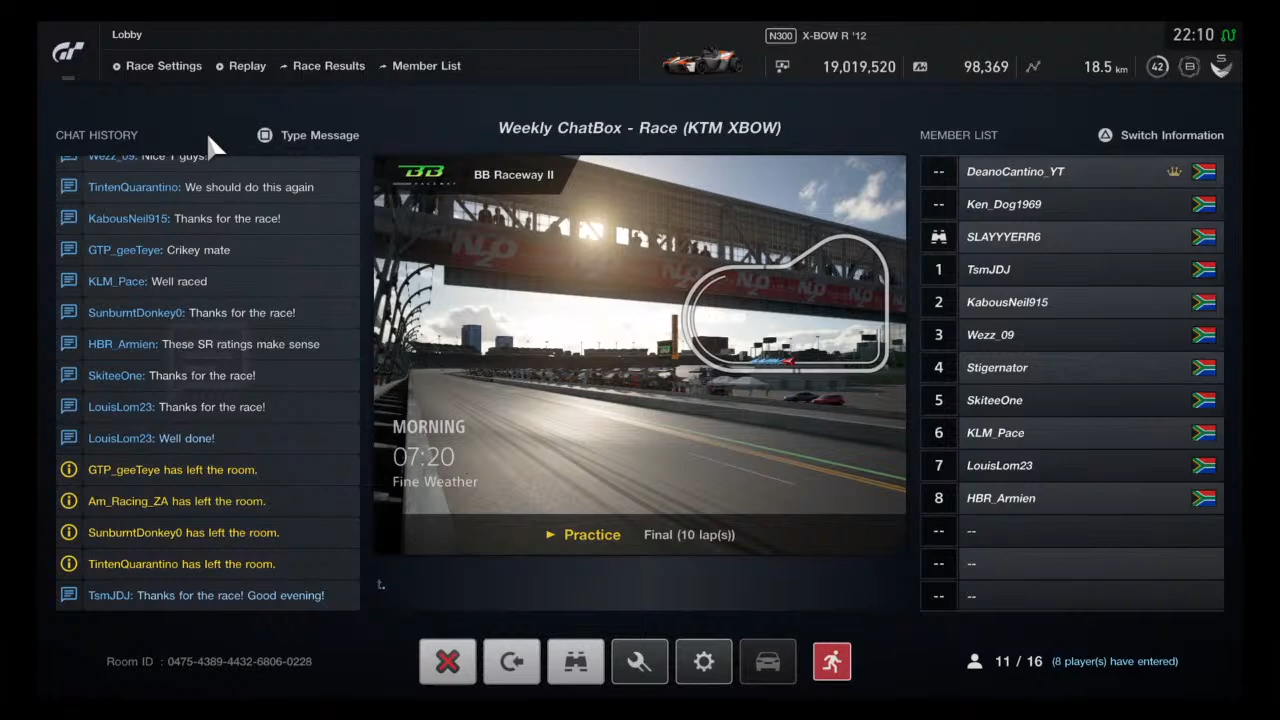 Lobby
N300 X-BOW R '12
22:10
Race Settings Replay Race Results Member List
19,019,520 98,369 18.5 km 42 B S
CHAT HISTORY
Type Message
Weekly ChatBox - Race (KTM XBOW)
MEMBER LIST
Switch Information
Wezz_09: Nice 1 guys!
TintenQuarantino: We should do this again
KabousNeil915: Thanks for the race!
GTP_geeTeye: Crikey mate
KLM_Pace: Well raced
SunburntDonkey0: Thanks for the race!
HBR_Armien: These SR ratings make sense
SkiteeOne: Thanks for the race!
LouisLom23: Thanks for the race!
LouisLom23: Well done!
GTP_geeTeye has left the room.
Am_Racing_ZA has left the room.
SunburntDonkey0 has left the room.
TintenQuarantino has left the room.
TsmJDJ: Thanks for the race! Good evening!
BB RACEWAY
BB Raceway II
MORNING
07:20
Fine Weather
Practice Final (10 lap(s))
t.
-- DeanoCantino_YT
-- Ken_Dog1969
SLAYYYERR6
1 TsmJDJ
2 KabousNeil915
3 Wezz_09
4 Stigernator
5 SkiteeOne
6 KLM_Pace
7 LouisLom23
8 HBR_Armien
-- --
-- --
-- --
Room ID : 0475-4389-4432-6806-0228
11 / 16 (8 player(s) have entered)